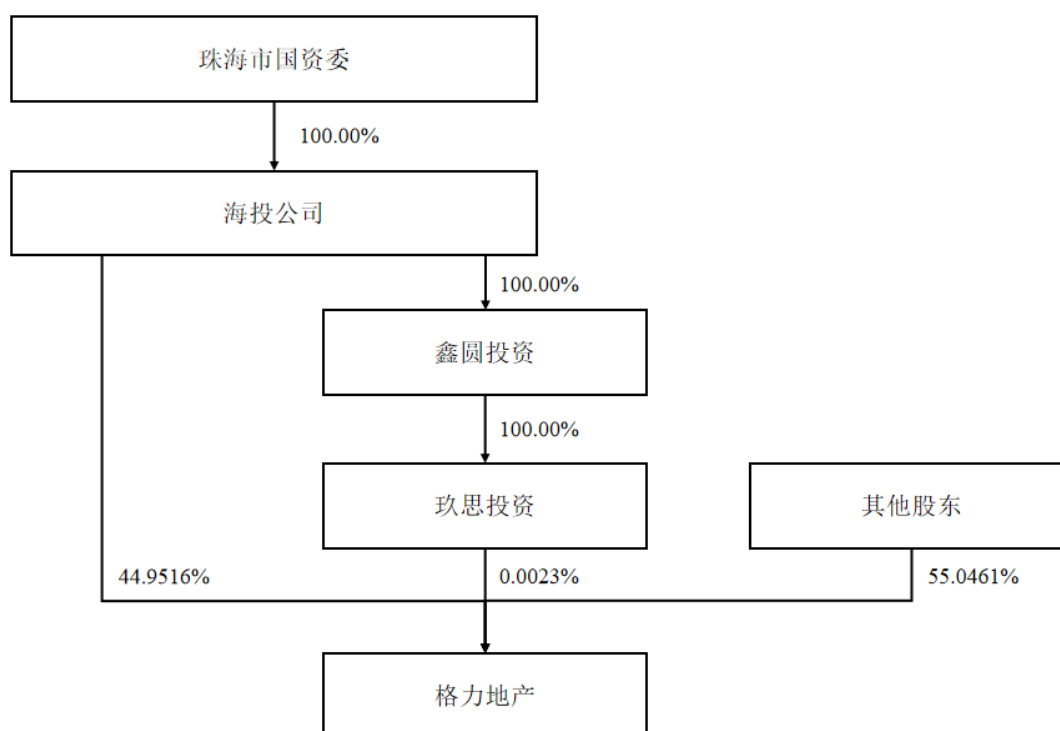 珠海市国资委
100.00%
海投公司
100.00%
鑫圆投资
100.00%
玖思投资
其他股东
44.9516%
0.0023%
55.0461%
格力地产